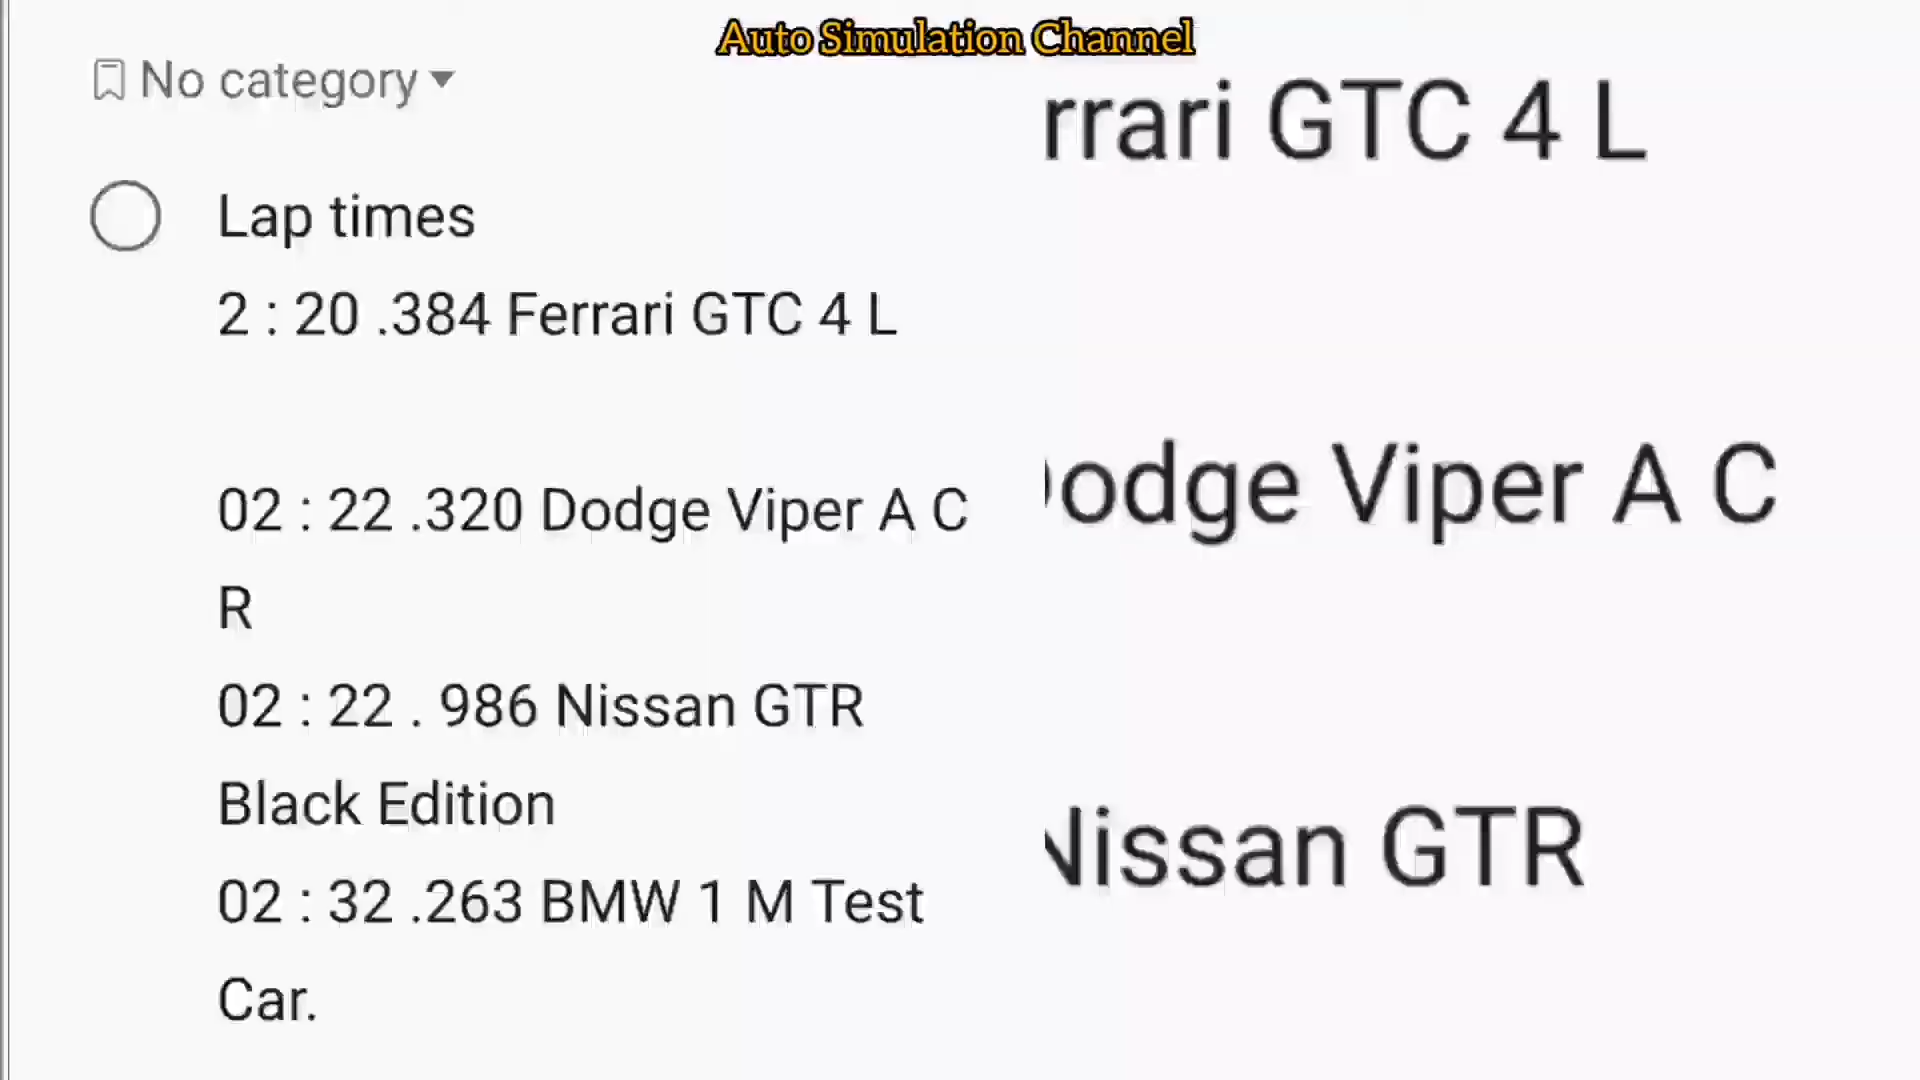 Auto Simulation Channel
No category
Lap times
2 : 20 .384 Ferrari GTC 4 L
02 : 22 .320 Dodge Viper A C
R
02 : 22 . 986 Nissan GTR
Black Edition
02 : 32 .263 BMW 1 M Test
Car.
rrari GTC 4 L
odge Viper A C
Nissan GTR